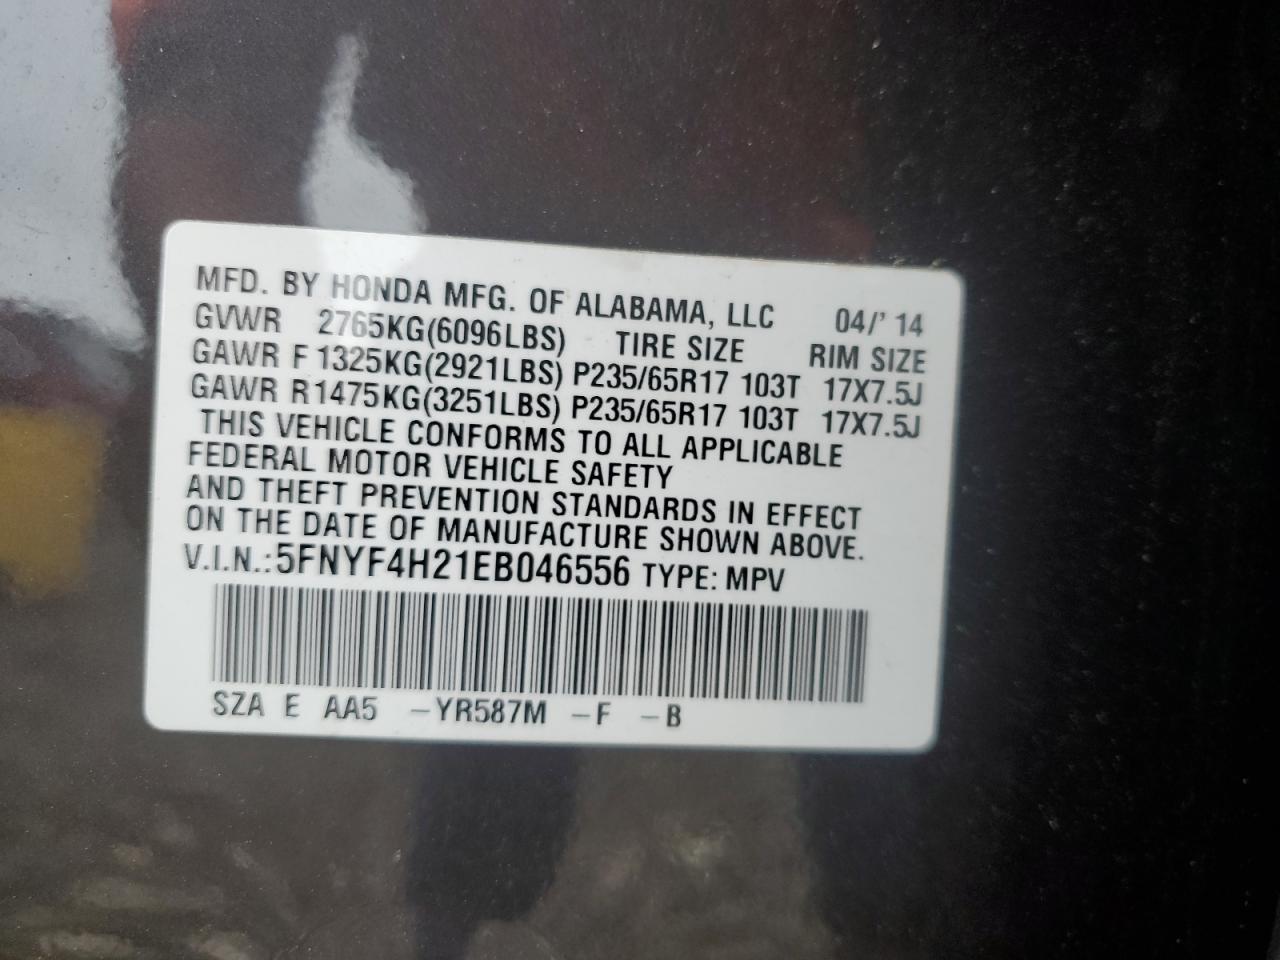 MFD. BY HONDA MFG. OF ALABAMA, LLC 04/' 14
GVWR 2765KG(6096LBS) TIRE SIZE RIM SIZE
GAWR F 1325KG(2921LBS) P235/65R17 103T 17X7.5J
GAWR R1475KG(3251LBS) P235/65R17 103T 17X7.5J
THIS VEHICLE CONFORMS TO ALL APPLICABLE
FEDERAL MOTOR VEHICLE SAFETY
AND THEFT PREVENTION STANDARDS IN EFFECT
ON THE DATE OF MANUFACTURE SHOWN ABOVE.
V.I.N.:5FNYF4H21EB046556 TYPE: MPV
SZA E AA5 -YR587M -F -B